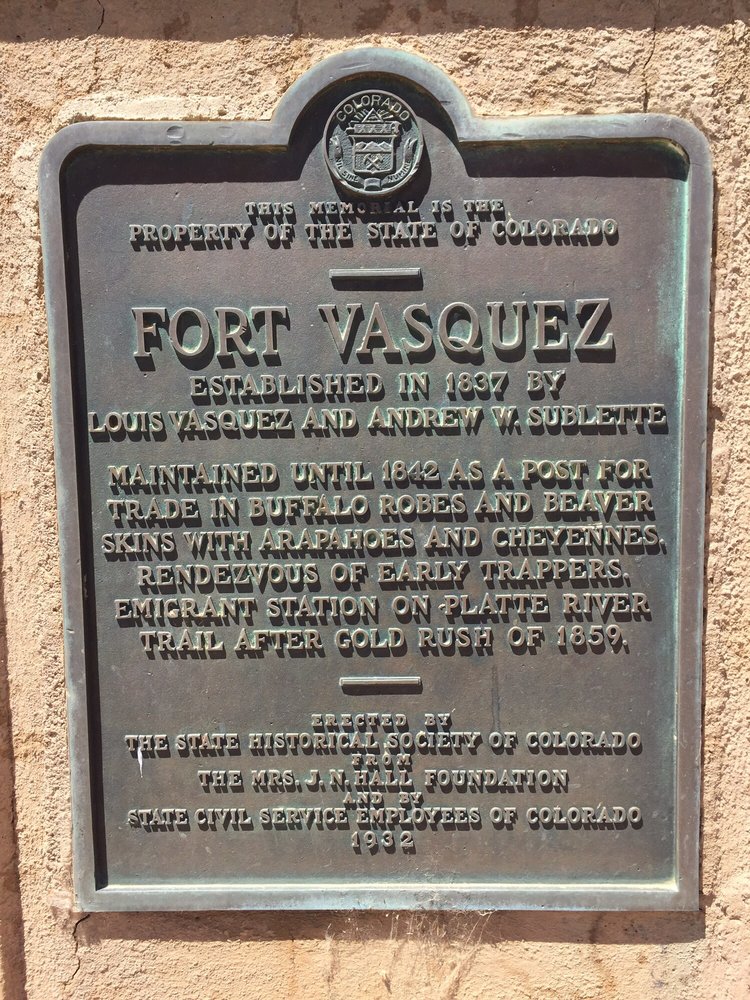 COLORADO
THIS MEMORIAL IS THE
PROPERTY OF THE STATE OF COLORADO
FORT VASQUEZ
ESTABLISHED IN 1837 BY
LOUIS VASQUEZ AND ANDREW W. SUBLETTE
MAINTAINED UNTIL 1842 AS A POST FOR
TRADE IN BUFFALO ROBES AND BEAVER
SKINS WITH ARAPAHOES AND CHEYENNES.
RENDEZVOUS OF EARLY TRAPPERS.
EMIGRANT STATION ON PLATTE RIVER
TRAIL AFTER GOLD RUSH OF 1859.
ERECTED BY
THE STATE HISTORICAL SOCIETY OF COLORADO
FROM
THE MRS. J. N. HALL FOUNDATION
AND BY
STATE CIVIL SERVICE EMPLOYEES OF COLORADO
1932